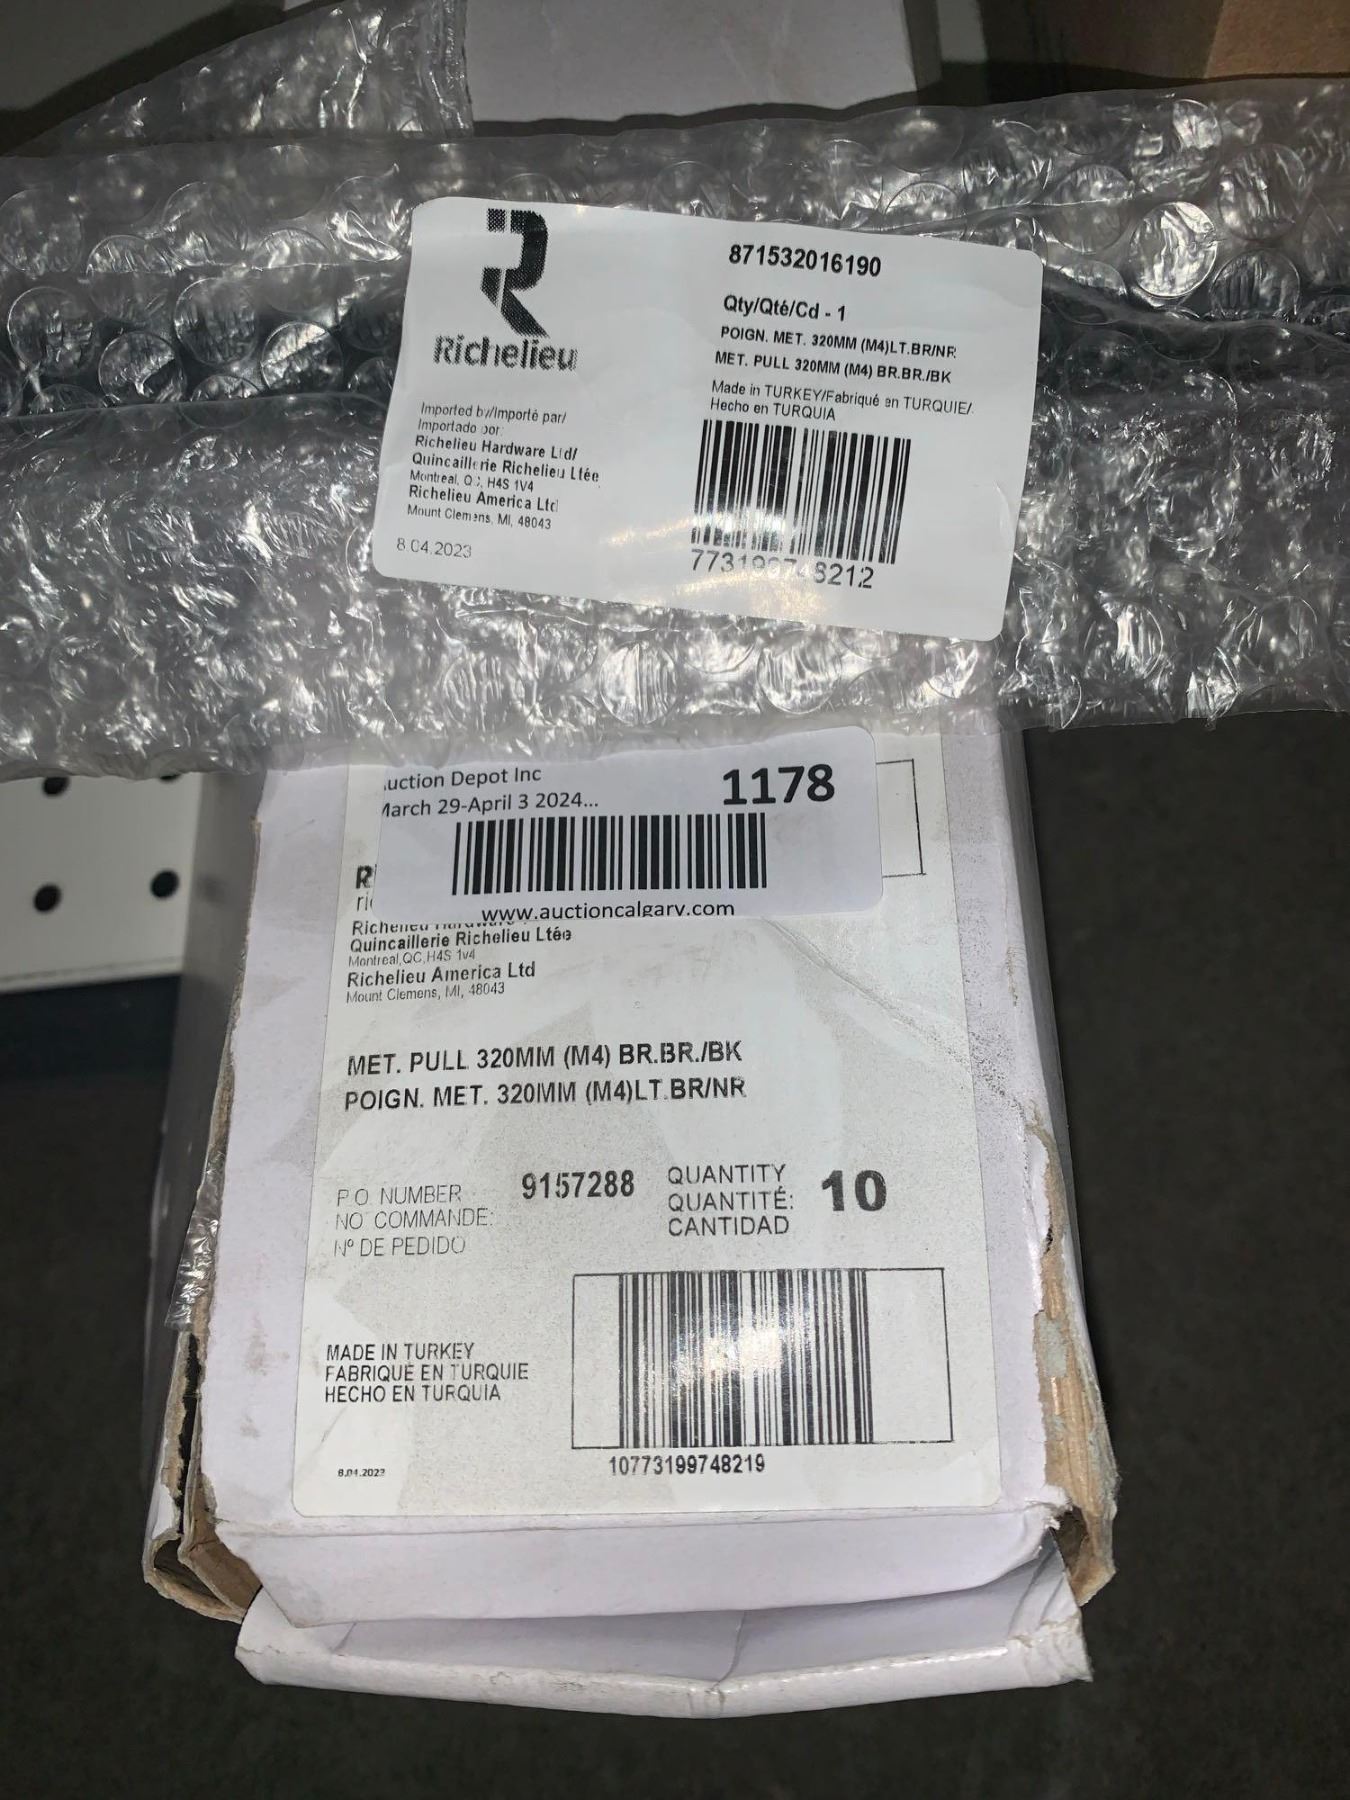 Richelieu
Imported by/Importé par/
Importado por:
Richelieu Hardware Ltd/
Quincaillerie Richelieu Ltée
Montreal, QC, H4S 1V4
Richelieu America Ltd
Mount Clemens, MI, 48043
8.04.2023
871532016190
Qty/Qté/Cd - 1
POIGN. MET. 320MM (M4)LT.BR/NR
MET. PULL 320MM (M4) BR.BR./BK
Made in TURKEY/Fabriqué en TURQUIE/
Hecho en TURQUIA
773199748212
uction Depot Inc
March 29-April 3 2024...
1178
www.auctioncalgary.com
R
ri
Richelieu
Quincaillerie Richelieu Ltée
Montreal,QC,H4S 1v4
Richelieu America Ltd
Mount Clemens, MI, 48043
MET. PULL 320MM (M4) BR.BR./BK
POIGN. MET. 320MM (M4)LT.BR/NR
P.O. NUMBER
NO COMMANDE:
Nº DE PEDIDO
9157288
QUANTITY
QUANTITÉ:
CANTIDAD
10
MADE IN TURKEY
FABRIQUÉ EN TURQUIE
HECHO EN TURQUIA
10773199748219
8.04.2023